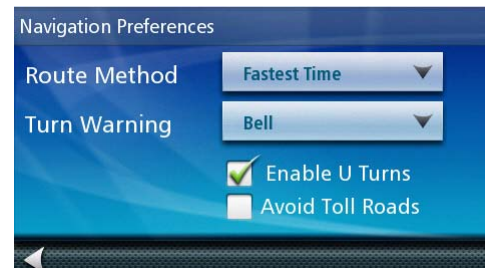 Navigation Preferences
Route Method Fastest Time
Turn Warning Bell
Enable U Turns
Avoid Toll Roads